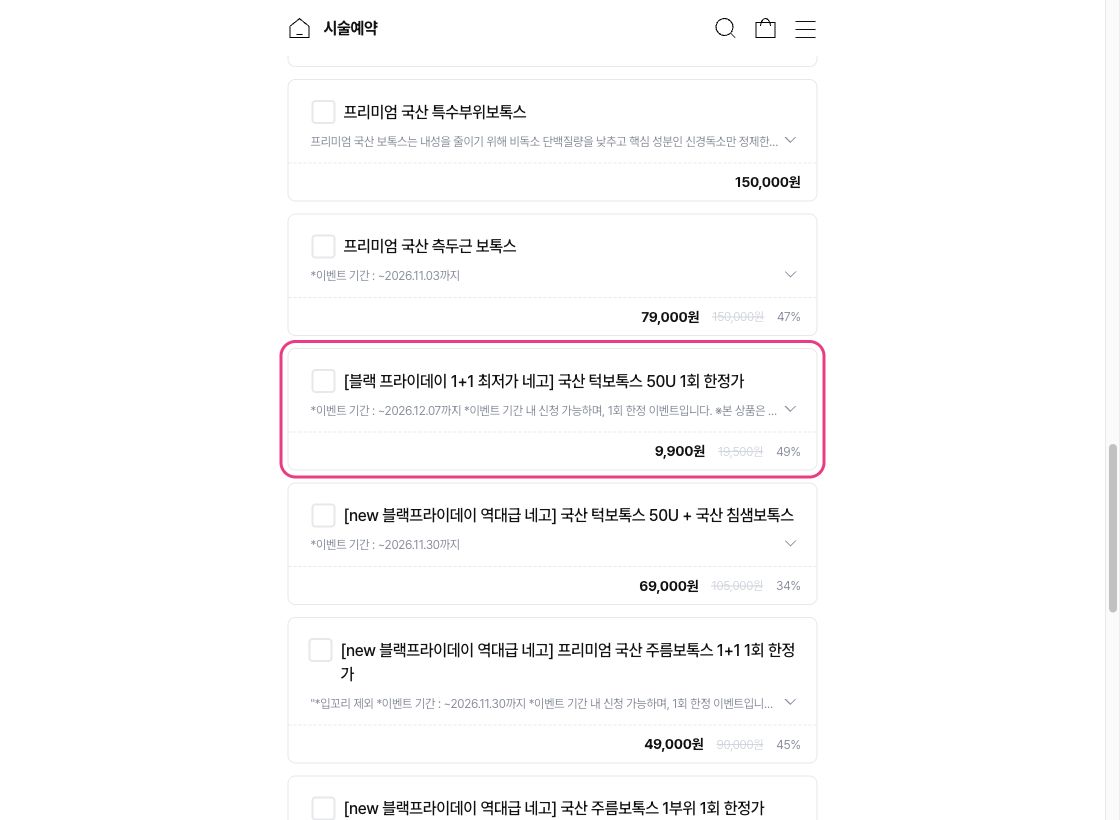 시술예약
프리미엄 국산 특수부위보톡스
프리미엄 국산 보톡스는 내성을 줄이기 위해 비독소 단백질량을 낮추고 핵심 성분인 신경독소만 정제한...
150,000원
프리미엄 국산 측두근 보톡스
*이벤트 기간 : ~2026.11.03까지
79,000원 150,000원 47%
[블랙 프라이데이 1+1 최저가 네고] 국산 턱보톡스 50U 1회 한정가
*이벤트 기간 : ~2026.12.07까지 *이벤트 기간 내 신청 가능하며, 1회 한정 이벤트입니다. ※본 상품은 ...
9,900원 19,500원 49%
[new 블랙프라이데이 역대급 네고] 국산 턱보톡스 50U + 국산 침샘보톡스
*이벤트 기간 : ~2026.11.30까지
69,000원 105,000원 34%
[new 블랙프라이데이 역대급 네고] 프리미엄 국산 주름보톡스 1+1 1회 한정
가
"*입꼬리 제외 *이벤트 기간 : ~2026.11.30까지 *이벤트 기간 내 신청 가능하며, 1회 한정 이벤트입니...
49,000원 90,000원 45%
[new 블랙프라이데이 역대급 네고] 국산 주름보톡스 1부위 1회 한정가